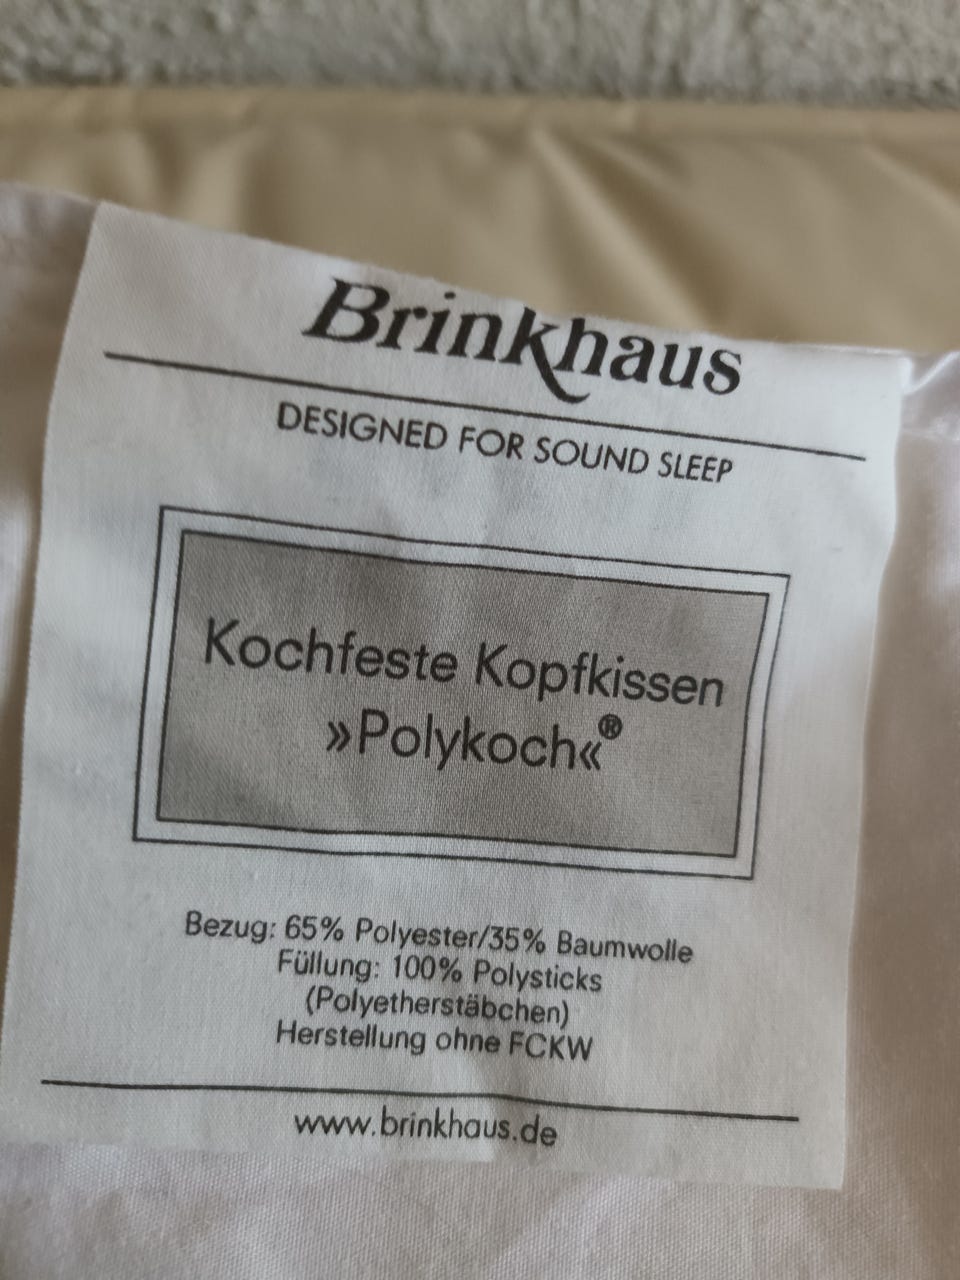 Brinkhaus
DESIGNED FOR SOUND SLEEP
Kochfeste Kopfkissen
»Polykoch«®
Bezug: 65% Polyester/35% Baumwolle
Füllung: 100% Polysticks
(Polyetherstäbchen)
Herstellung ohne FCKW
www.brinkhaus.de